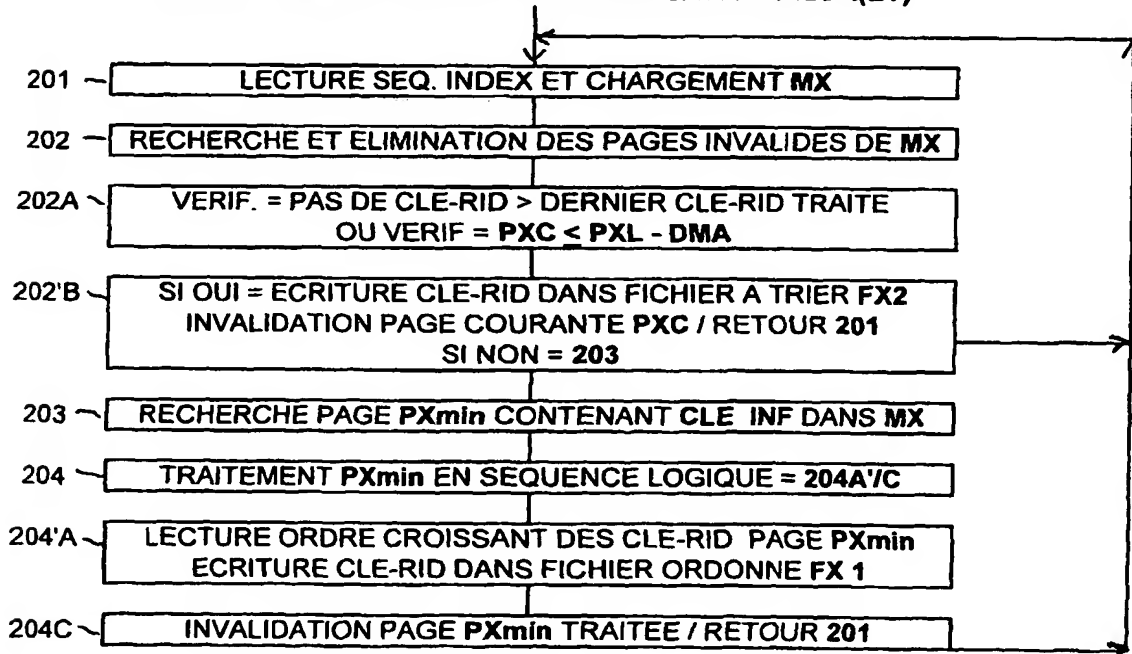 201 LECTURE SEQ. INDEX ET CHARGEMENT MX
202 RECHERCHE ET ELIMINATION DES PAGES INVALIDES DE MX
202A VERIF. = PAS DE CLE-RID > DERNIER CLE-RID TRAITE
OU VERIF = PXC ≤ PXL - DMA
202'B SI OUI = ECRITURE CLE-RID DANS FICHIER A TRIER FX2
INVALIDATION PAGE COURANTE PXC / RETOUR 201
SI NON = 203
203 RECHERCHE PAGE PXmin CONTENANT CLE INF DANS MX
204 TRAITEMENT PXmin EN SEQUENCE LOGIQUE = 204A'/C
204'A LECTURE ORDRE CROISSANT DES CLE-RID PAGE PXmin
ECRITURE CLE-RID DANS FICHIER ORDONNE FX 1
204C INVALIDATION PAGE PXmin TRAITEE / RETOUR 201